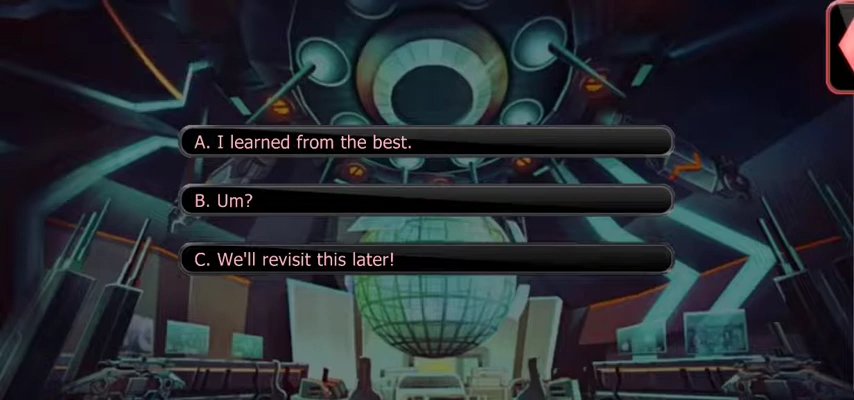 A. I learned from the best.
B. Um?
C. We'll revisit this later!